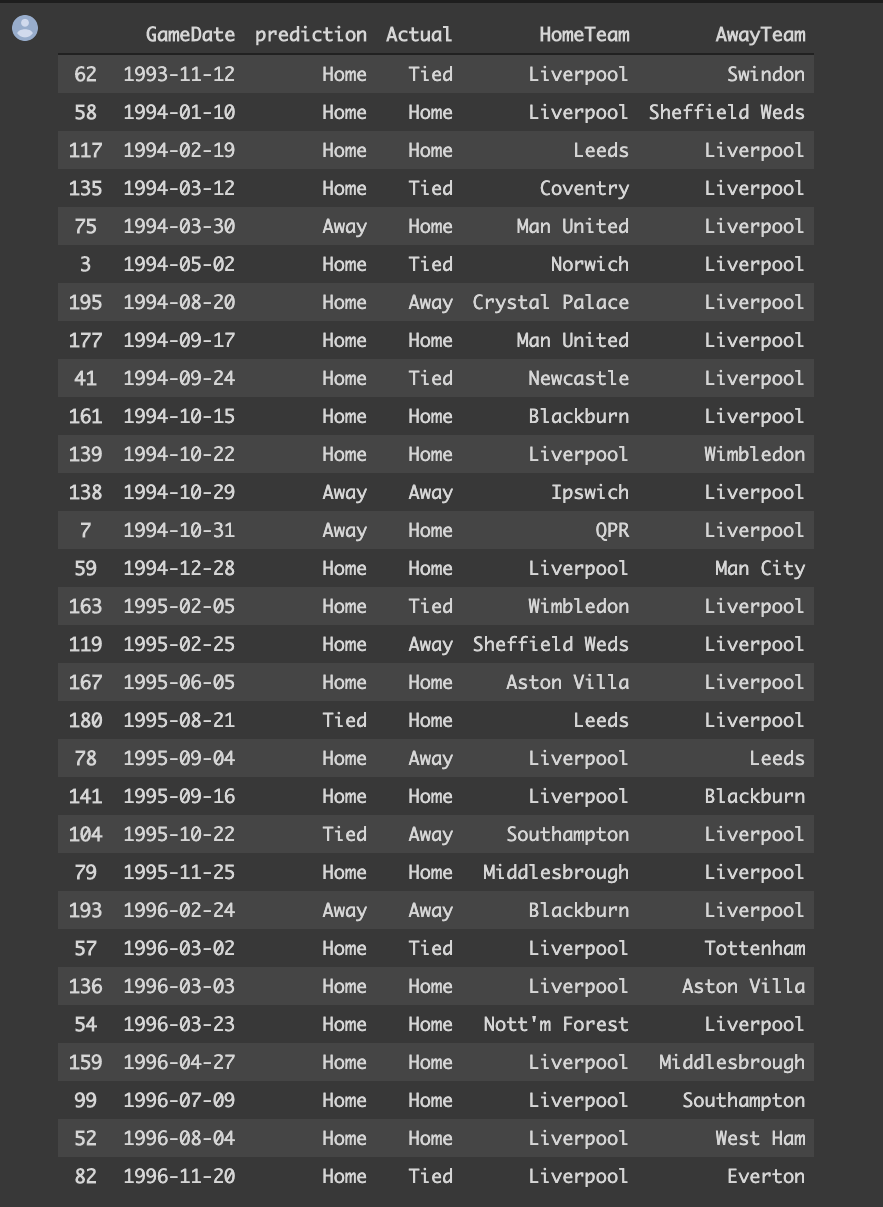 GameDate prediction Actual HomeTeam AwayTeam
62 1993-11-12 Home Tied Liverpool Swindon
58 1994-01-10 Home Home Liverpool Sheffield Weds
117 1994-02-19 Home Home Leeds Liverpool
135 1994-03-12 Home Tied Coventry Liverpool
75 1994-03-30 Away Home Man United Liverpool
3 1994-05-02 Home Tied Norwich Liverpool
195 1994-08-20 Home Away Crystal Palace Liverpool
177 1994-09-17 Home Home Man United Liverpool
41 1994-09-24 Home Tied Newcastle Liverpool
161 1994-10-15 Home Home Blackburn Liverpool
139 1994-10-22 Home Home Liverpool Wimbledon
138 1994-10-29 Away Away Ipswich Liverpool
7 1994-10-31 Away Home QPR Liverpool
59 1994-12-28 Home Home Liverpool Man City
163 1995-02-05 Home Tied Wimbledon Liverpool
119 1995-02-25 Home Away Sheffield Weds Liverpool
167 1995-06-05 Home Home Aston Villa Liverpool
180 1995-08-21 Tied Home Leeds Liverpool
78 1995-09-04 Home Away Liverpool Leeds
141 1995-09-16 Home Home Liverpool Blackburn
104 1995-10-22 Tied Away Southampton Liverpool
79 1995-11-25 Home Home Middlesbrough Liverpool
193 1996-02-24 Away Away Blackburn Liverpool
57 1996-03-02 Home Tied Liverpool Tottenham
136 1996-03-03 Home Home Liverpool Aston Villa
54 1996-03-23 Home Home Nott'm Forest Liverpool
159 1996-04-27 Home Home Liverpool Middlesbrough
99 1996-07-09 Home Home Liverpool Southampton
52 1996-08-04 Home Home Liverpool West Ham
82 1996-11-20 Home Tied Liverpool Everton